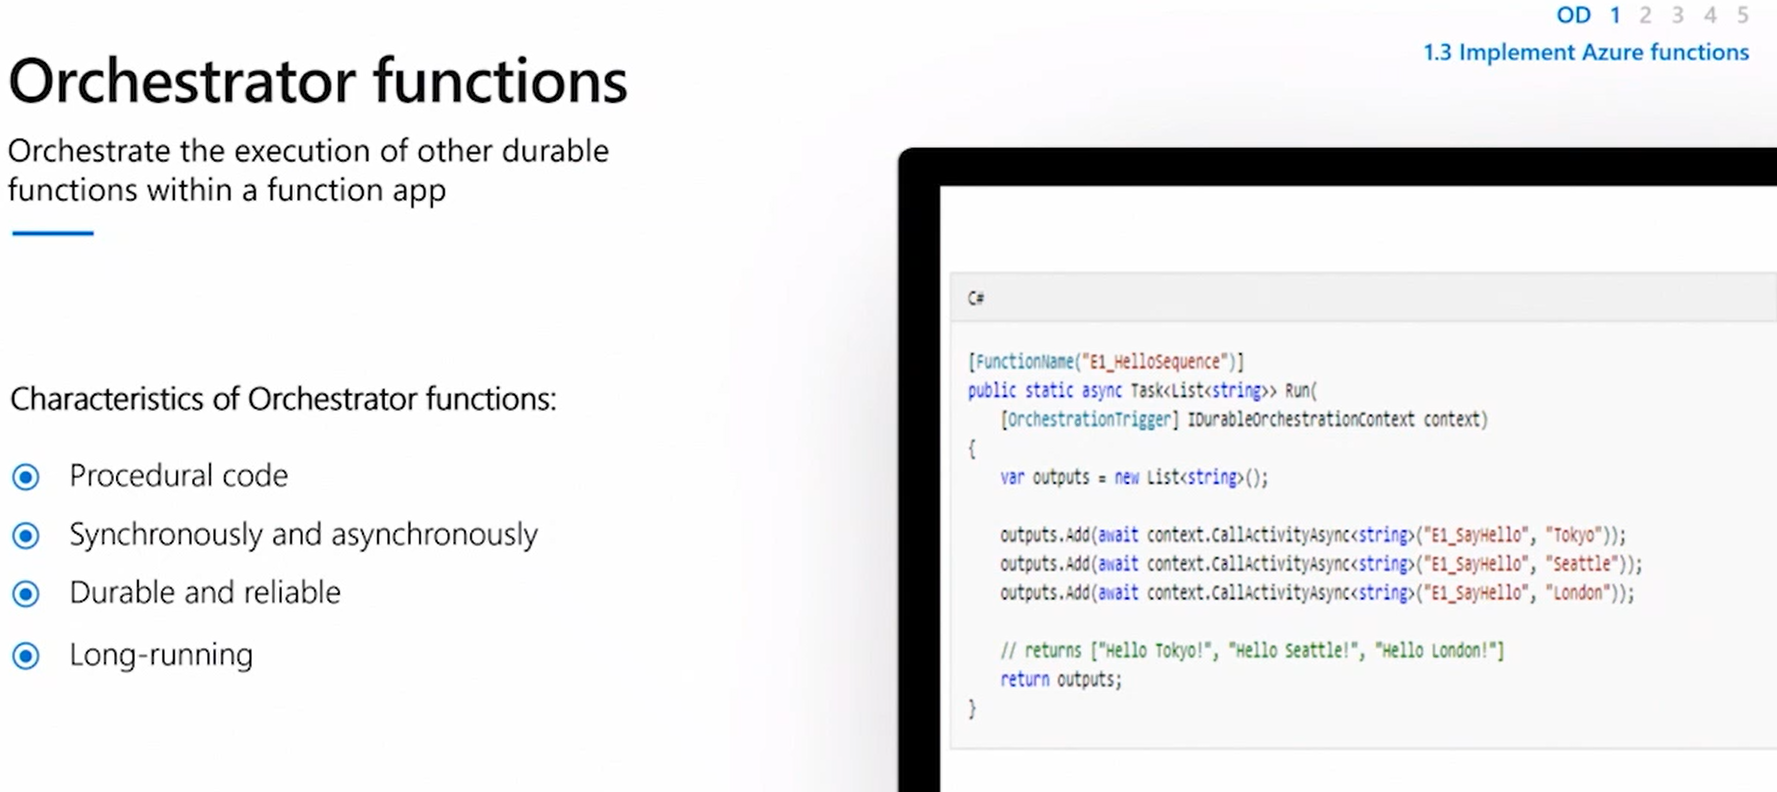 OD 1 2 3 4 5
1.3 Implement Azure functions
Orchestrator functions
Orchestrate the execution of other durable
functions within a function app
Characteristics of Orchestrator functions:
Procedural code
Synchronously and asynchronously
Durable and reliable
Long-running
C#
[FunctionName("E1_HelloSequence")]
public static async Task<List<string>> Run(
    [OrchestrationTrigger] IDurableOrchestrationContext context)
{
    var outputs = new List<string>();
    outputs.Add(await context.CallActivityAsync<string>("E1_SayHello", "Tokyo"));
    outputs.Add(await context.CallActivityAsync<string>("E1_SayHello", "Seattle"));
    outputs.Add(await context.CallActivityAsync<string>("E1_SayHello", "London"));
    // returns ["Hello Tokyo!", "Hello Seattle!", "Hello London!"]
    return outputs;
}